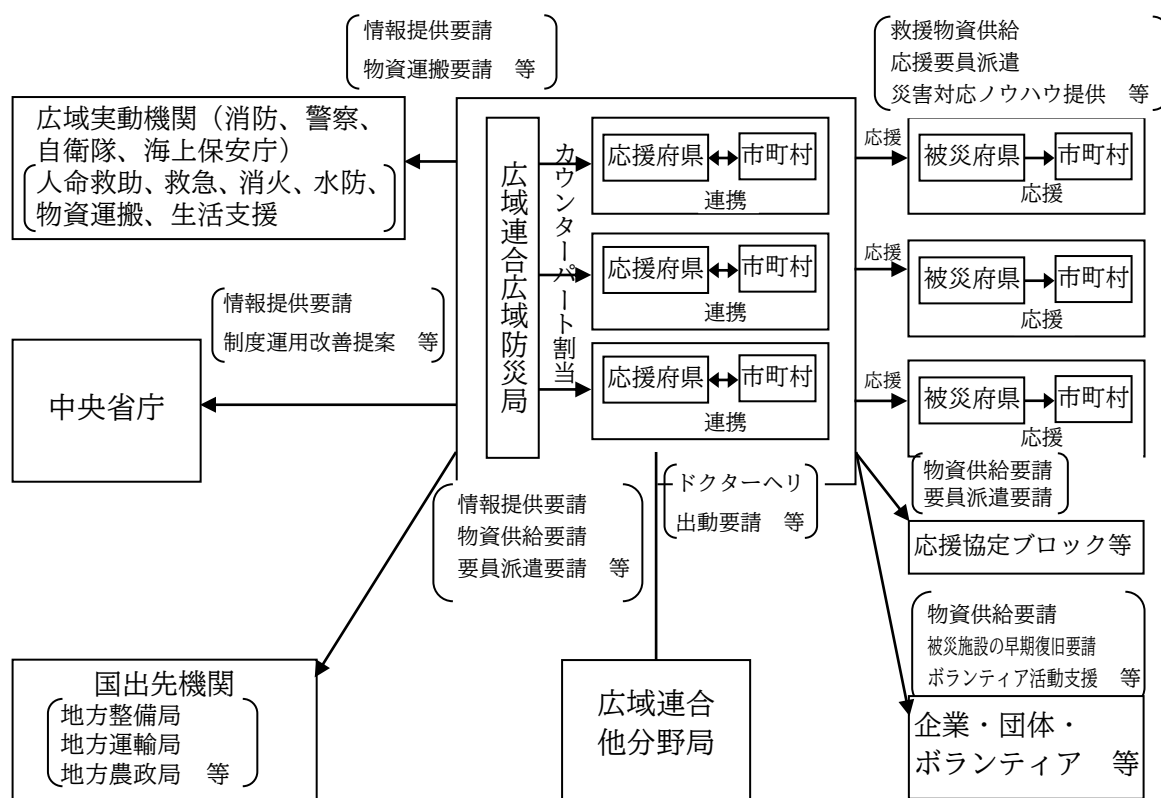 情報提供要請
物資運搬要請　等
救援物資供給
応援要員派遣
災害対応ノウハウ提供　等
広域実動機関（消防、警察、
自衛隊、海上保安庁）
人命救助、救急、消火、水防、
物資運搬、生活支援
広域連合広域防災局
カウンターパート割当
応援府県
市町村
連携
応援
被災府県
市町村
応援
応援府県
市町村
連携
応援
被災府県
市町村
応援
応援府県
市町村
連携
応援
被災府県
市町村
応援
情報提供要請
制度運用改善提案　等
中央省庁
情報提供要請
物資供給要請
要員派遣要請　等
ドクターヘリ
出動要請　等
物資供給要請
要員派遣要請
応援協定ブロック等
物資供給要請
被災施設の早期復旧要請
ボランティア活動支援　等
国出先機関
地方整備局
地方運輸局
地方農政局　等
広域連合
他分野局
企業・団体・
ボランティア　等